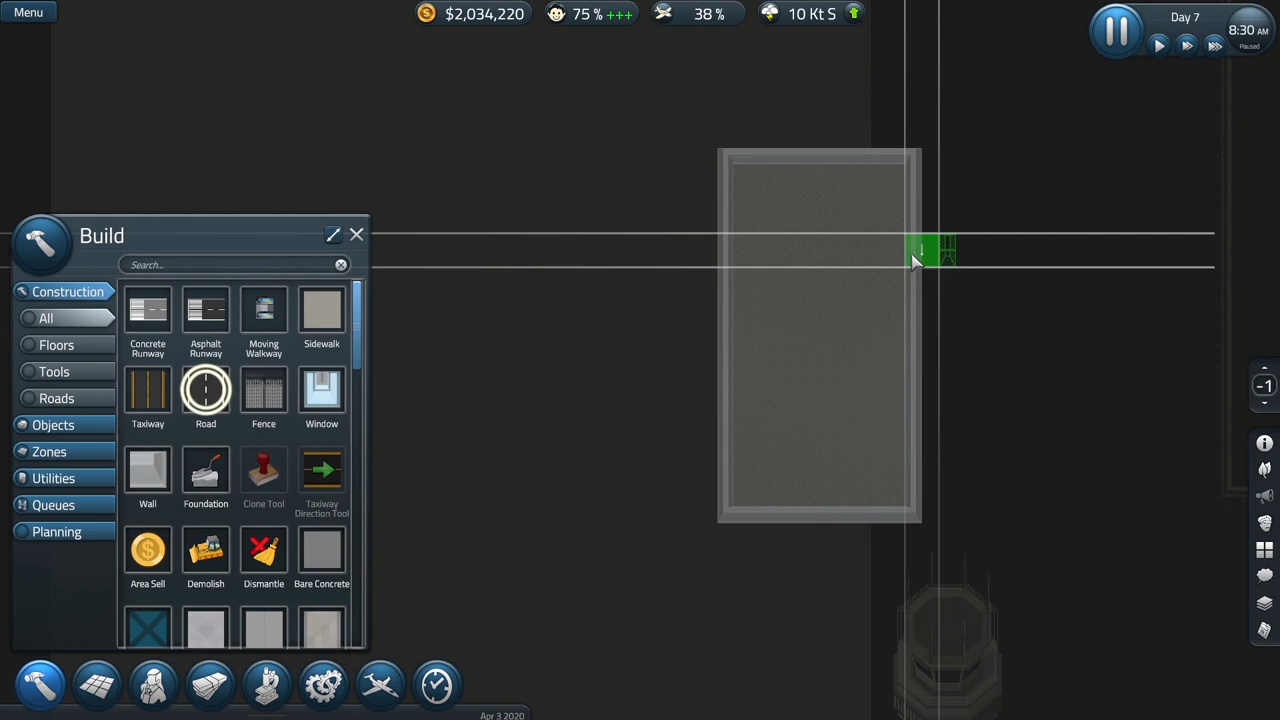 Menu
$2,034,220
75 % +++
38 %
10 Kt S
Day 7
8:30 AM
Paused
Build
Search...
Construction
All
Floors
Tools
Roads
Objects
Zones
Utilities
Queues
Planning
Concrete
Runway
Asphalt
Runway
Moving
Walkway
Sidewalk
Taxiway
Road
Fence
Window
Wall
Foundation
Clone Tool
Taxiway
Direction Tool
Area Sell
Demolish
Dismantle
Bare Concrete
-1
Apr 3 2020